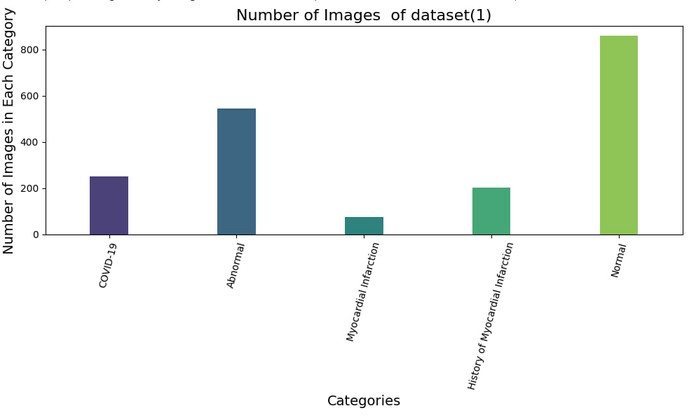 Number of Images  of dataset(1)
Number of Images in Each Category
800
600
400
200
0
COVID-19
Abnormal
Myocardial Infarction
History of Myocardial Infarction
Normal
Categories